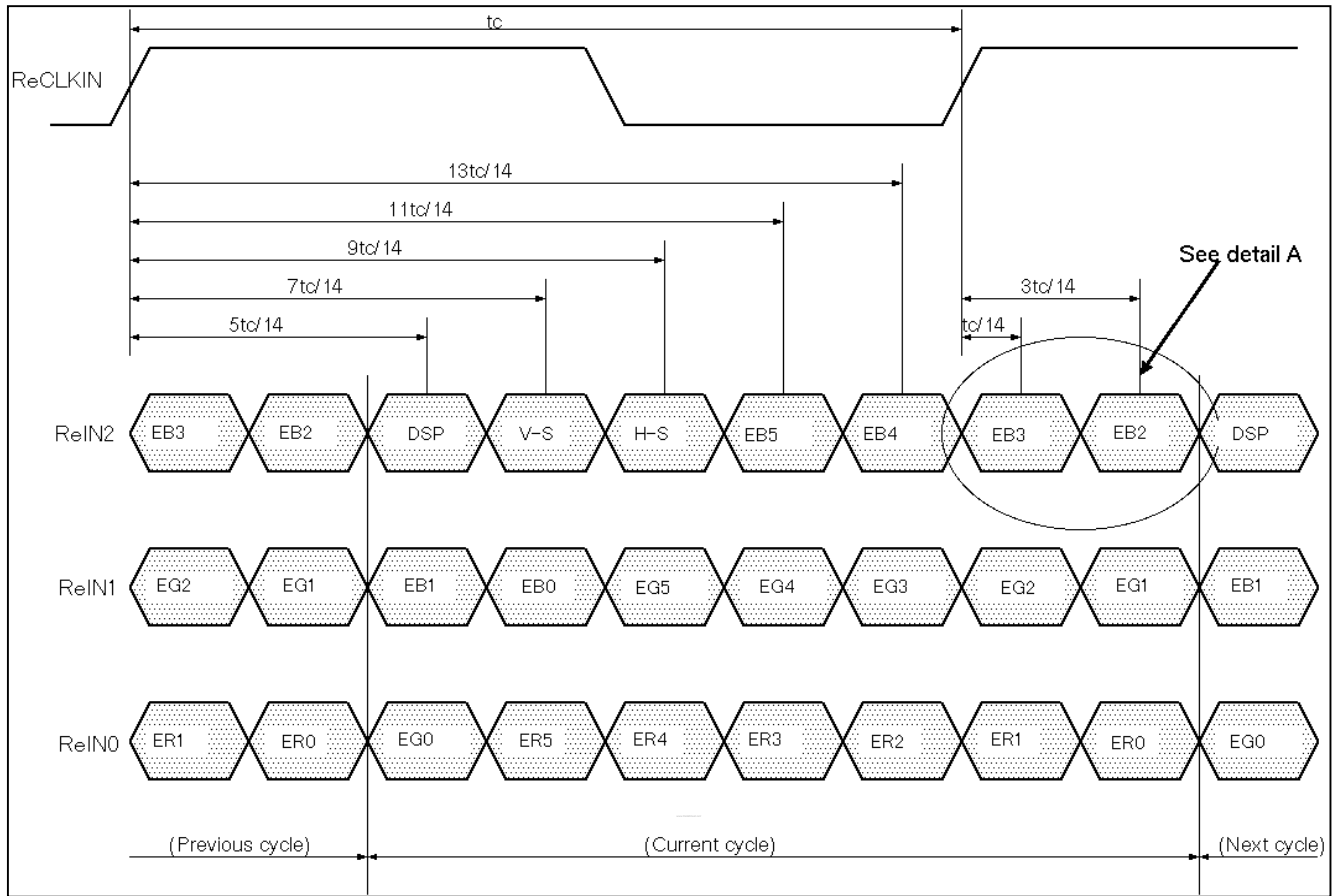 tc
ReCLKIN
13tc/14
11tc/14
9tc/14
See detail A
7tc/14
3tc/14
5tc/14
tc/14
ReIN2 EB3 EB2 DSP V-S H-S EB5 EB4 EB3 EB2 DSP
ReIN1 EG2 EG1 EB1 EB0 EG5 EG4 EG3 EG2 EG1 EB1
ReIN0 ER1 ER0 EG0 ER5 ER4 ER3 ER2 ER1 ER0 EG0
(Previous cycle) (Current cycle) (Next cycle)